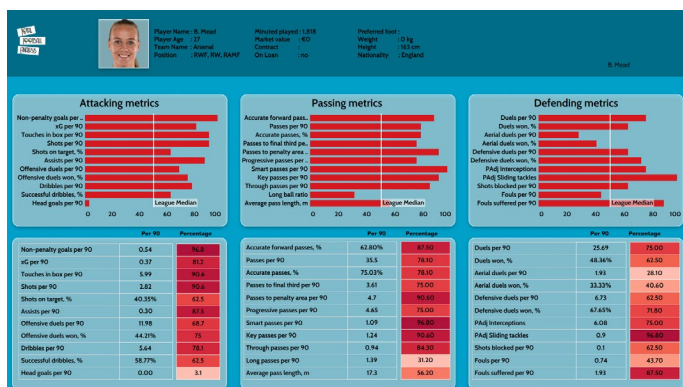 TOTAL
FOOTBALL
ANALYSIS
Player Name : B. Mead
Player Age : 27
Team Name : Arsenal
Position : RWF, RW, RAMF
Minuted played : 1,818
Market value : €0
Contract :
On Loan : no
Preferred foot :
Weight : 0 kg
Height : 163 cm
Nationality : England
B. Mead
Attacking metrics
Non-penalty goals per ..
xG per 90
Touches in box per 90
Shots per 90
Shots on target, %
Assists per 90
Offensive duels per 90
Offensive duels won, %
Dribbles per 90
Successful dribbles, %
Head goals per 90
League Median
0 20 40 60 80 100
Passing metrics
Accurate forward pass..
Passes per 90
Accurate passes, %
Passes to final third pe..
Passes to penalty area ..
Progressive passes per ..
Smart passes per 90
Key passes per 90
Through passes per 90
Long ball ratio
Average pass length, m
League Median
0 20 40 60 80 100
Defending metrics
Duels per 90
Duels won, %
Aerial duels per 90
Aerial duels won, %
Defensive duels per 90
Defensive duels won, %
PAdj Interceptions
PAdj Sliding tackles
Shots blocked per 90
Fouls per 90
Fouls suffered per 90
League Median
0 20 40 60 80 100
Per 90 Percentage
Non-penalty goals per 90 0.54 96.8
xG per 90 0.37 81.2
Touches in box per 90 5.99 90.6
Shots per 90 2.82 90.6
Shots on target, % 40.35% 62.5
Assists per 90 0.30 87.5
Offensive duels per 90 11.98 68.7
Offensive duels won, % 44.21% 75
Dribbles per 90 5.64 78.1
Successful dribbles, % 58.77% 62.5
Head goals per 90 0.00 3.1
Per 90 Percentage
Accurate forward passes, % 62.80% 87.50
Passes per 90 35.5 78.10
Accurate passes, % 75.03% 78.10
Passes to final third per 90 3.61 75.00
Passes to penalty area per 90 4.7 90.60
Progressive passes per 90 4.65 75.00
Smart passes per 90 1.09 96.80
Key passes per 90 1.24 90.60
Through passes per 90 0.94 84.30
Long passes per 90 1.39 31.20
Average pass length, m 17.3 56.20
Per 90 Percentage
Duels per 90 25.69 75.00
Duels won, % 48.36% 62.50
Aerial duels per 90 1.93 28.10
Aerial duels won, % 33.33% 40.60
Defensive duels per 90 6.73 62.50
Defensive duels won, % 67.65% 71.80
PAdj Interceptions 6.08 75.00
PAdj Sliding tackles 0.9 96.80
Shots blocked per 90 0.1 62.50
Fouls per 90 0.74 43.70
Fouls suffered per 90 1.93 87.50